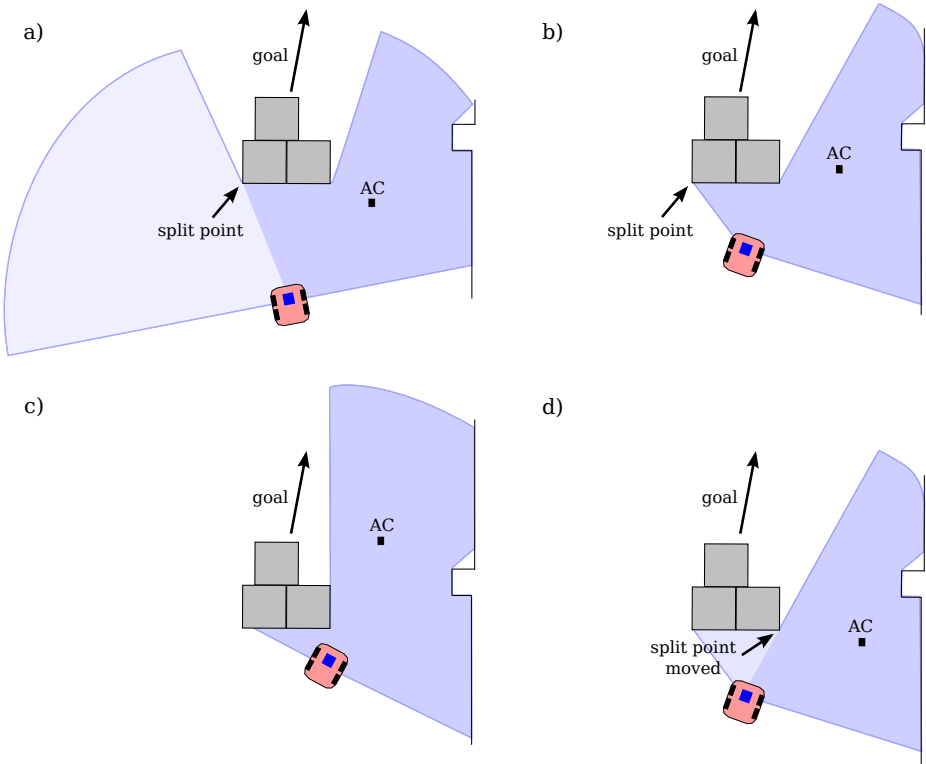 a)
goal
AC
split point
b)
goal
AC
split point
c)
goal
AC
d)
goal
AC
split point
moved